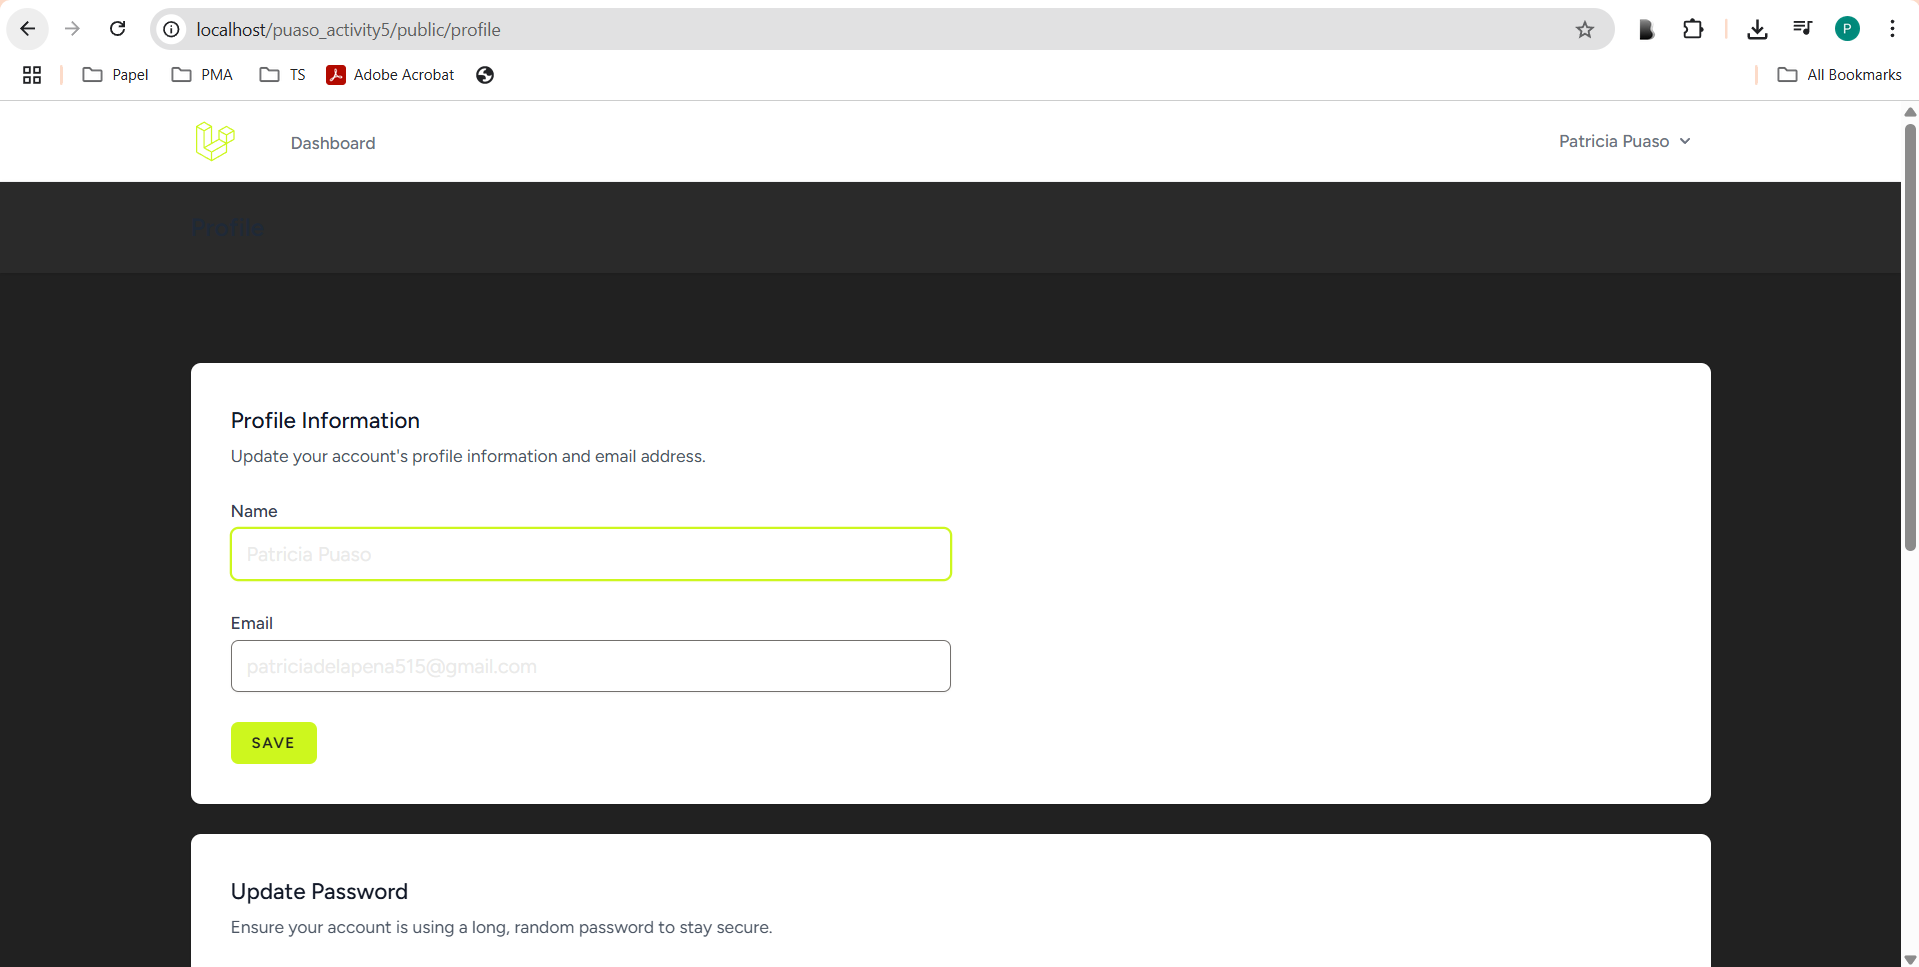 localhost/puaso_activity5/public/profile
P
Papel
PMA
TS
Adobe Acrobat
All Bookmarks
Dashboard
Patricia Puaso
Profile
Profile Information
Update your account's profile information and email address.
Name
Patricia Puaso
Email
patriciadelapena515@gmail.com
SAVE
Update Password
Ensure your account is using a long, random password to stay secure.